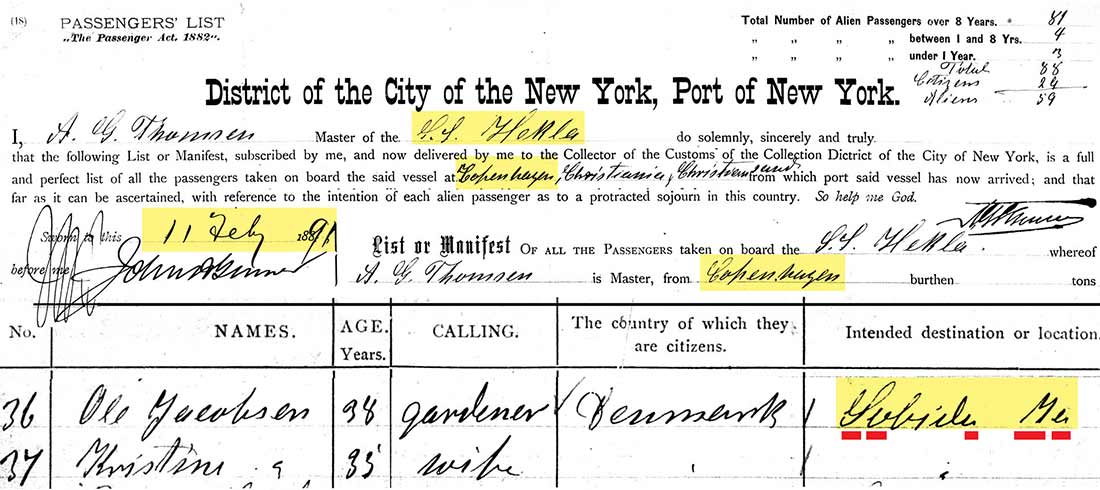 (18) PASSENGERS' LIST
„The Passenger Act, 1882“.
Total Number of Alien Passengers over 8 Years. 81
„ „ „ „ between 1 and 8 Yrs. 4
„ „ „ „ under 1 Year. 3
Total 88
Citizens 29
Aliens 59
District of the City of the New York, Port of New York.
I, A. G. Thomsen Master of the S.S. Hekla do solemnly, sincerely and truly
that the following List or Manifest, subscribed by me, and now delivered by me to the Collector of the Customs of the Collection District of the City of New York, is a full
and perfect list of all the passengers taken on board the said vessel at Copenhagen, Christiania, Christiansand from which port said vessel has now arrived; and that
far as it can be ascertained, with reference to the intention of each alien passenger as to a protracted sojourn in this country. So help me God.
Sworn to this 11 Feby 1891
before me
List or Manifest OF ALL THE PASSENGERS taken on board the S.S. Hekla. whereof
A. G. Thomsen is Master, from Copenhagen burthen tons
No. NAMES. AGE. Years. CALLING. The country of which they are citizens. Intended destination or location.
36 Ole Jacobsen 38 gardener Denmark
37 Kristine 35 wife